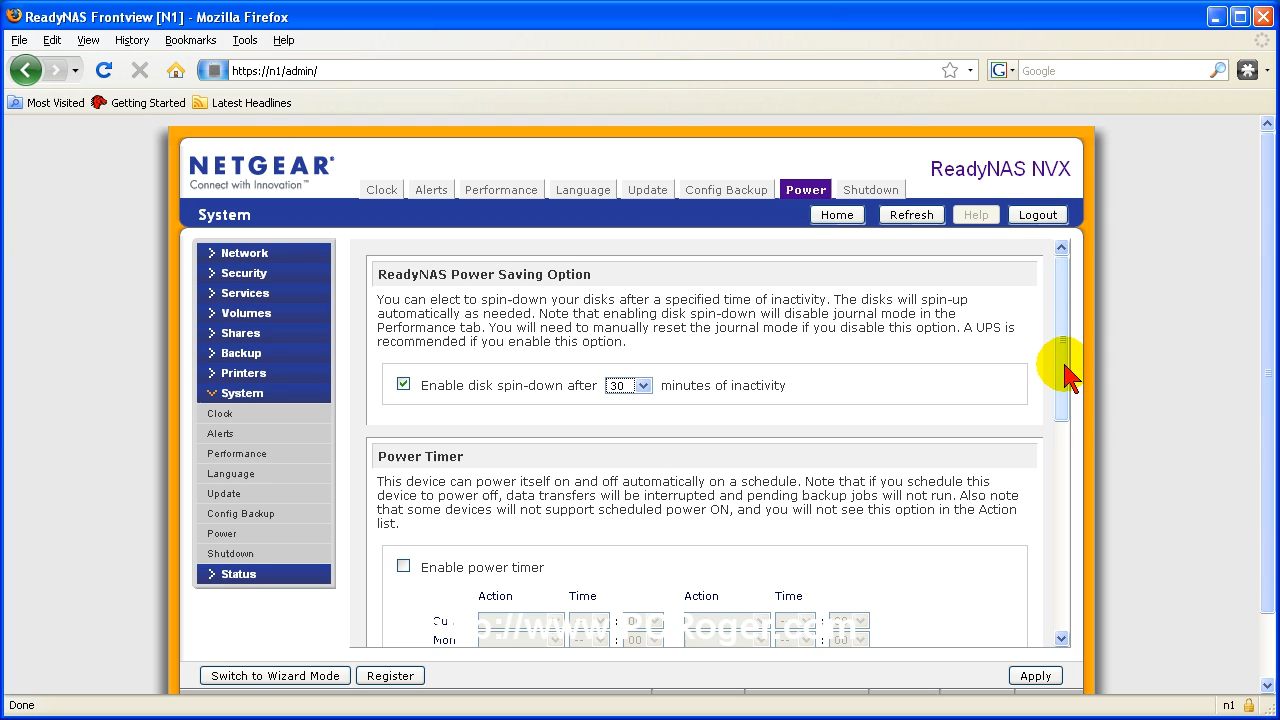 ReadyNAS Frontview [N1] - Mozilla Firefox
File Edit View History Bookmarks Tools Help
https://n1/admin/
Google
Most Visited Getting Started Latest Headlines
NETGEAR
Connect with Innovation™
ReadyNAS NVX
Clock Alerts Performance Language Update Config Backup Power Shutdown
System
Home Refresh Help Logout
Network
Security
Services
Volumes
Shares
Backup
Printers
System
Clock
Alerts
Performance
Language
Update
Config Backup
Power
Shutdown
Status
ReadyNAS Power Saving Option
You can elect to spin-down your disks after a specified time of inactivity. The disks will spin-up
automatically as needed. Note that enabling disk spin-down will disable journal mode in the
Performance tab. You will need to manually reset the journal mode if you disable this option. A UPS is
recommended if you enable this option.
Enable disk spin-down after 30 minutes of inactivity
Power Timer
This device can power itself on and off automatically on a schedule. Note that if you schedule this
device to power off, data transfers will be interrupted and pending backup jobs will not run. Also note
that some devices will not support scheduled power ON, and you will not see this option in the Action
list.
Enable power timer
Action Time Action Time
Mon -- : 00 -- : 00
Switch to Wizard Mode Register Apply
Done n1